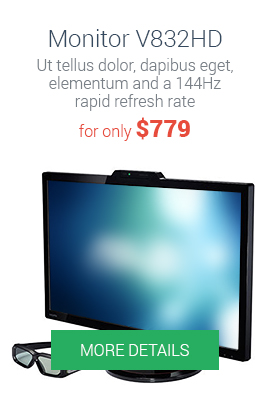 Monitor V832HD
Ut tellus dolor, dapibus eget,
elementum and a 144Hz
rapid refresh rate
for only $779
MORE DETAILS